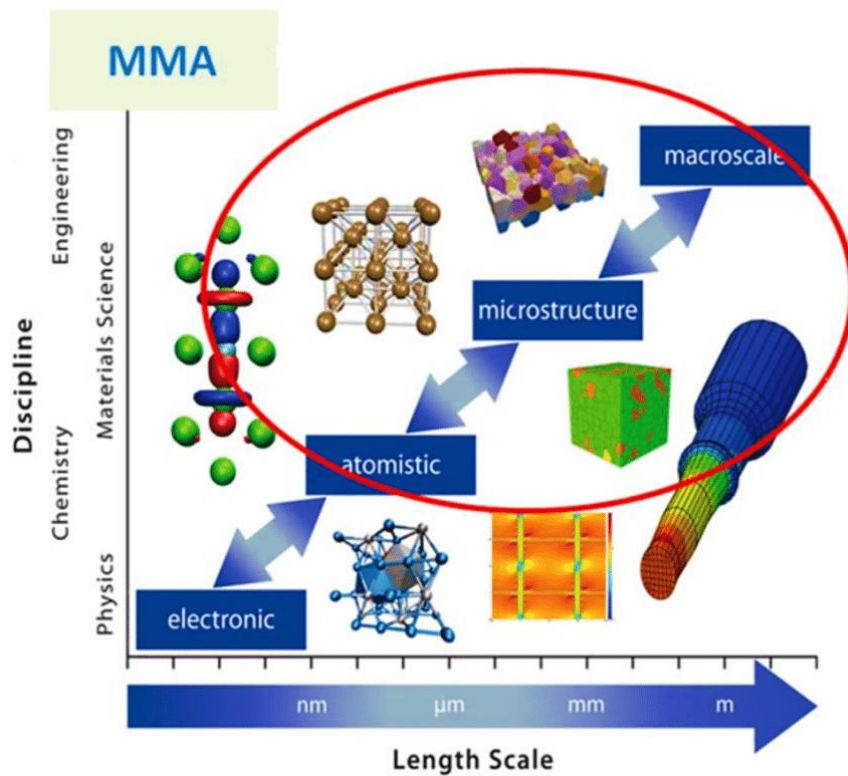 MMA
Engineering
Materials Science
Chemistry
Physics
Discipline
macroscale
microstructure
atomistic
electronic
nm µm mm m
Length Scale